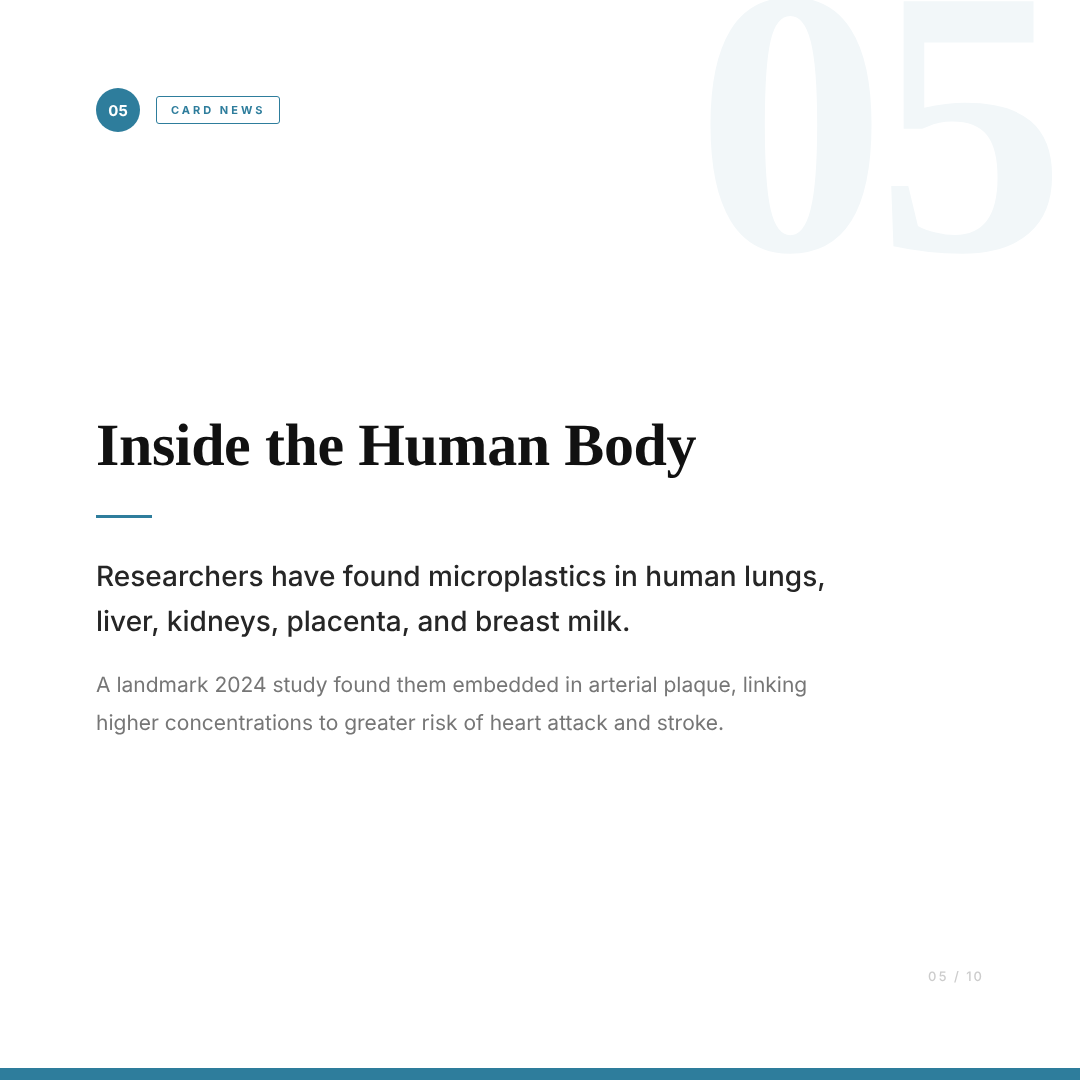 05
05
CARD NEWS
Inside the Human Body
Researchers have found microplastics in human lungs,
liver, kidneys, placenta, and breast milk.
A landmark 2024 study found them embedded in arterial plaque, linking
higher concentrations to greater risk of heart attack and stroke.
05 / 10